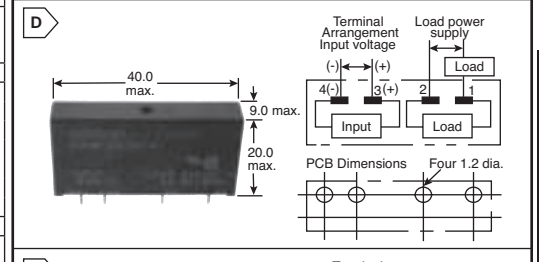 D
Terminal
Arrangement
Input voltage
Load power
supply
(-) (+)
Load
40.0
max.
4(-) 3(+) 2 1
9.0 max.
Input
Load
20.0
max.
PCB Dimensions
Four 1.2 dia.